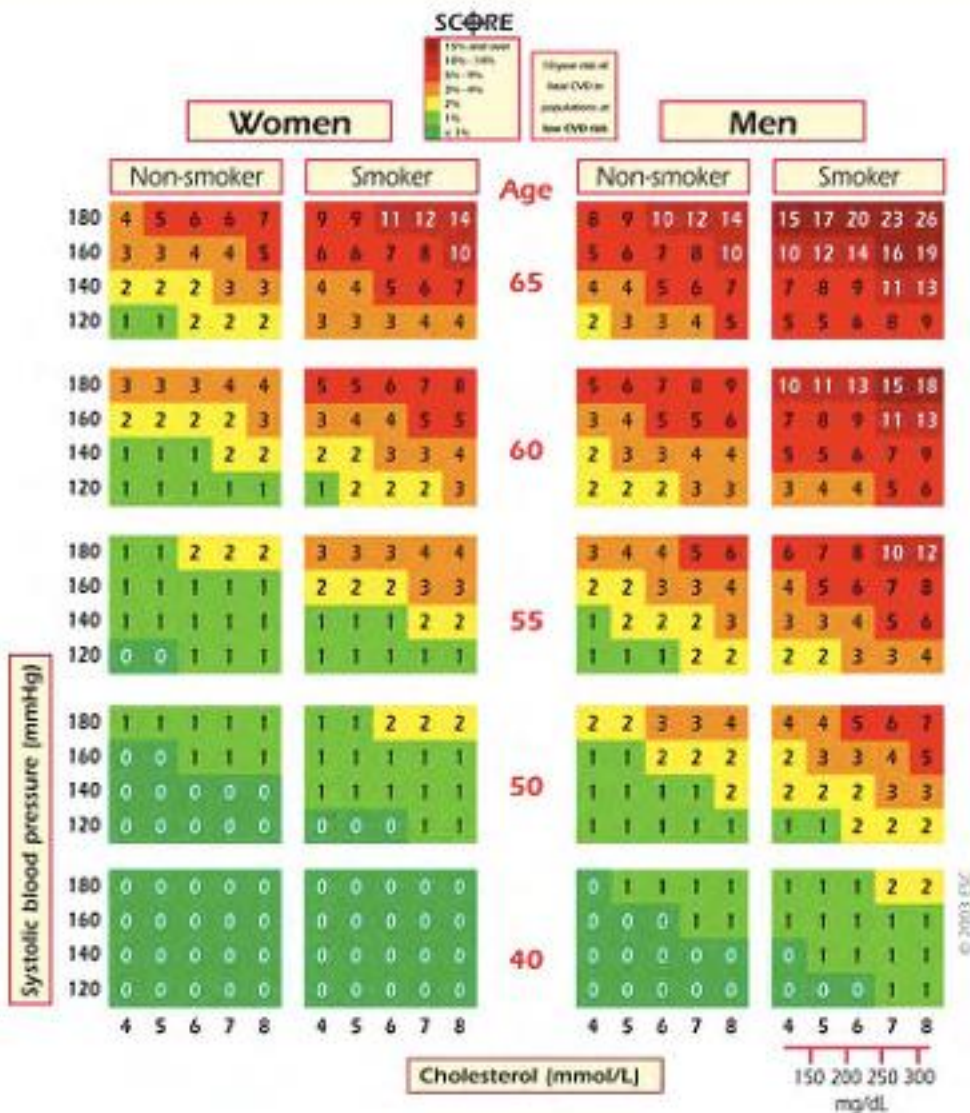 SCORE
15% and over
10% - 14%
5% - 9%
3% - 4%
2%
1%
< 1%
10-year risk of
fatal CVD in
populations at
low CVD risk
Women
Men
Non-smoker Smoker Age Non-smoker Smoker
180 4 5 6 6 7 9 9 11 12 14 8 9 10 12 14 15 17 20 23 26
160 3 3 4 4 5 6 6 7 8 10 5 6 7 8 10 10 12 14 16 19
65
140 2 2 2 3 3 4 4 5 6 7 4 4 5 6 7 7 8 9 11 13
120 1 1 2 2 2 3 3 3 4 4 2 3 3 4 5 5 5 6 8 9
180 3 3 3 4 4 5 5 6 7 8 5 6 7 8 9 10 11 13 15 18
160 2 2 2 2 3 3 4 4 5 5 3 4 5 5 6 7 8 9 11 13
60
140 1 1 1 2 2 2 2 3 3 4 2 3 3 4 4 5 5 6 7 9
120 1 1 1 1 1 1 2 2 2 3 2 2 2 3 3 3 4 4 5 6
180 1 1 2 2 2 3 3 3 4 4 3 4 4 5 6 6 7 8 10 12
160 1 1 1 1 1 2 2 2 3 3 2 2 3 3 4 4 5 6 7 8
55
140 1 1 1 1 1 1 1 1 2 2 1 2 2 2 3 3 3 4 5 6
120 0 0 1 1 1 1 1 1 1 1 1 1 1 2 2 2 2 3 3 4
180 1 1 1 1 1 1 1 2 2 2 2 2 3 3 4 4 4 5 6 7
160 0 0 1 1 1 1 1 1 1 1 1 1 2 2 2 2 3 3 4 5
50
140 0 0 0 0 0 1 1 1 1 1 1 1 1 1 2 2 2 2 3 3
120 0 0 0 0 0 0 0 0 1 1 1 1 1 1 1 1 1 2 2 2
180 0 0 0 0 0 0 0 0 0 0 0 1 1 1 1 1 1 1 2 2
160 0 0 0 0 0 0 0 0 0 0 0 0 0 1 1 1 1 1 1 1
40
140 0 0 0 0 0 0 0 0 0 0 0 0 0 0 0 0 1 1 1 1
120 0 0 0 0 0 0 0 0 0 0 0 0 0 0 0 0 0 0 1 1
4 5 6 7 8 4 5 6 7 8 4 5 6 7 8 4 5 6 7 8
Systolic blood pressure (mmHg)
Cholesterol (mmol/L)
150 200 250 300
mg/dL